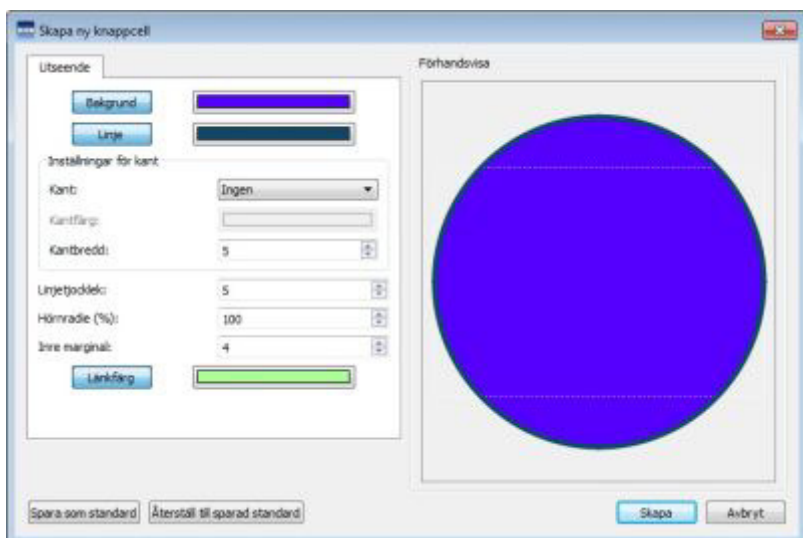 Skapa ny knappcell
Utseende
Bakgrund
Linje
Inställningar för kant
Kant: Ingen
Kantfärg:
Kantbredd: 5
Linjetjocklek: 5
Hörnradie (%): 100
Inre marginal: 4
Länkfärg
Förhandsvisa
Spara som standard Återställ till sparad standard Skapa Avbryt